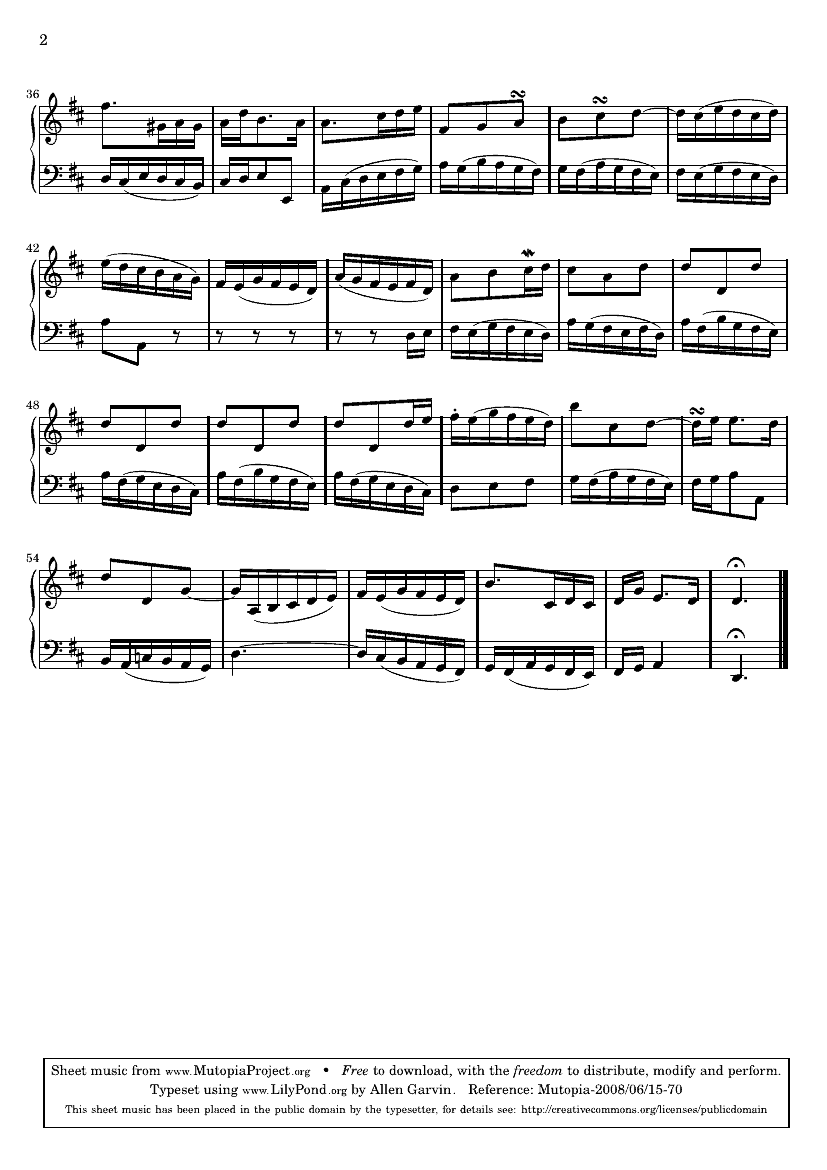 2
36
42
48
54
Sheet music from www.MutopiaProject.org • Free to download, with the freedom to distribute, modify and perform.
Typeset using www.LilyPond.org by Allen Garvin. Reference: Mutopia-2008/06/15-70
This sheet music has been placed in the public domain by the typesetter, for details see: http://creativecommons.org/licenses/publicdomain